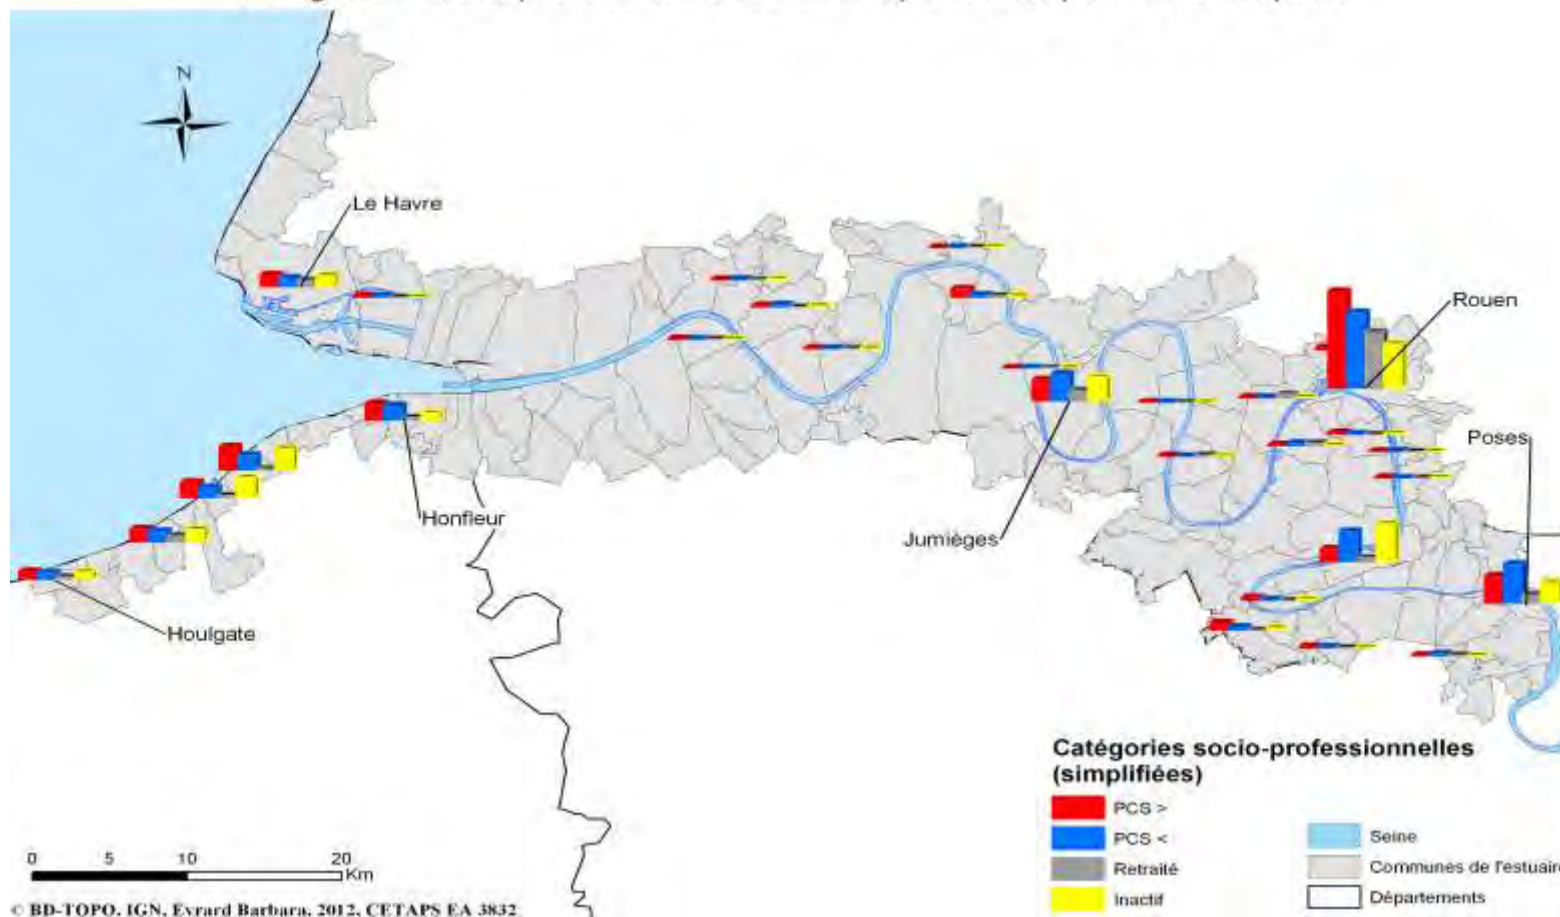 N
Le Havre
Rouen
Poses
Honfleur
Jumièges
Houlgate
Catégories socio-professionnelles
(simplifiées)
PCS >
PCS <
Retraité
Inactif
Seine
Communes de l'estuaire
Départements
0 5 10 20
Km
© BD-TOPO, IGN, Evrard Barbara, 2012, CETAPS EA 3832